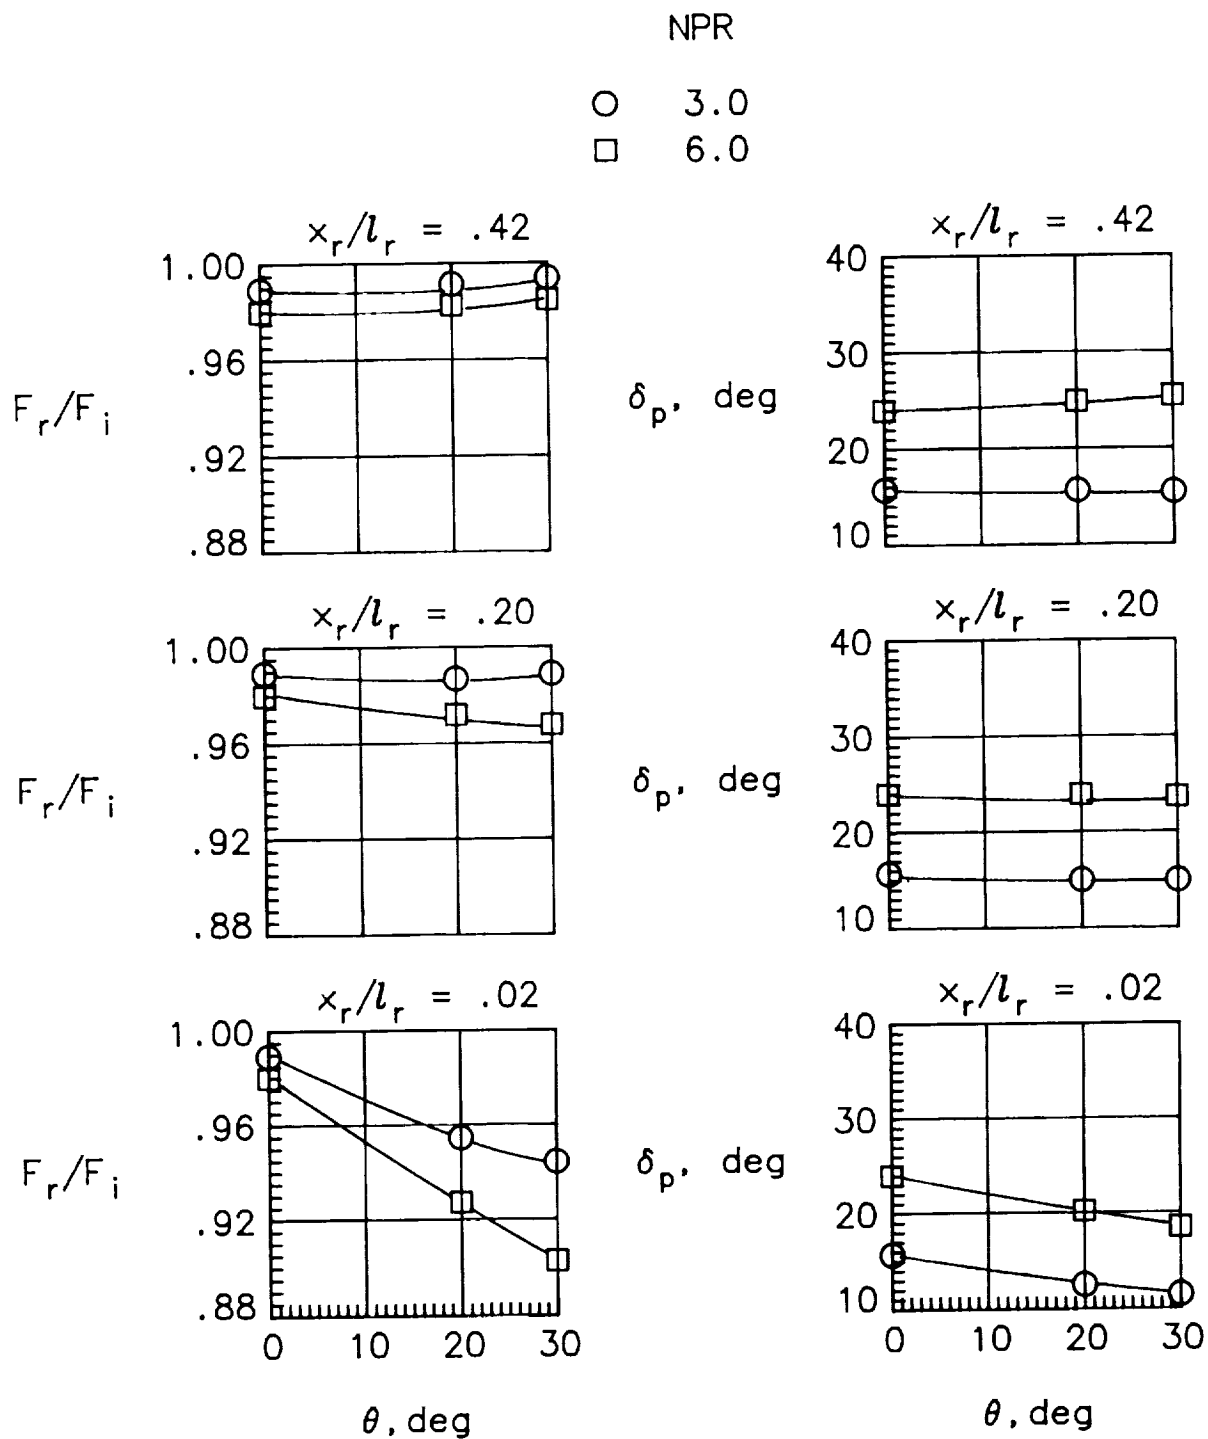 NPR
3.0
6.0
x_r/l_r = .42
1.00
.96
.92
.88
F_r/F_i
x_r/l_r = .42
40
30
20
10
δ_p, deg
x_r/l_r = .20
1.00
.96
.92
.88
F_r/F_i
x_r/l_r = .20
40
30
20
10
δ_p, deg
x_r/l_r = .02
1.00
.96
.92
.88
F_r/F_i
0 10 20 30
θ, deg
x_r/l_r = .02
40
30
20
10
δ_p, deg
0 10 20 30
θ, deg